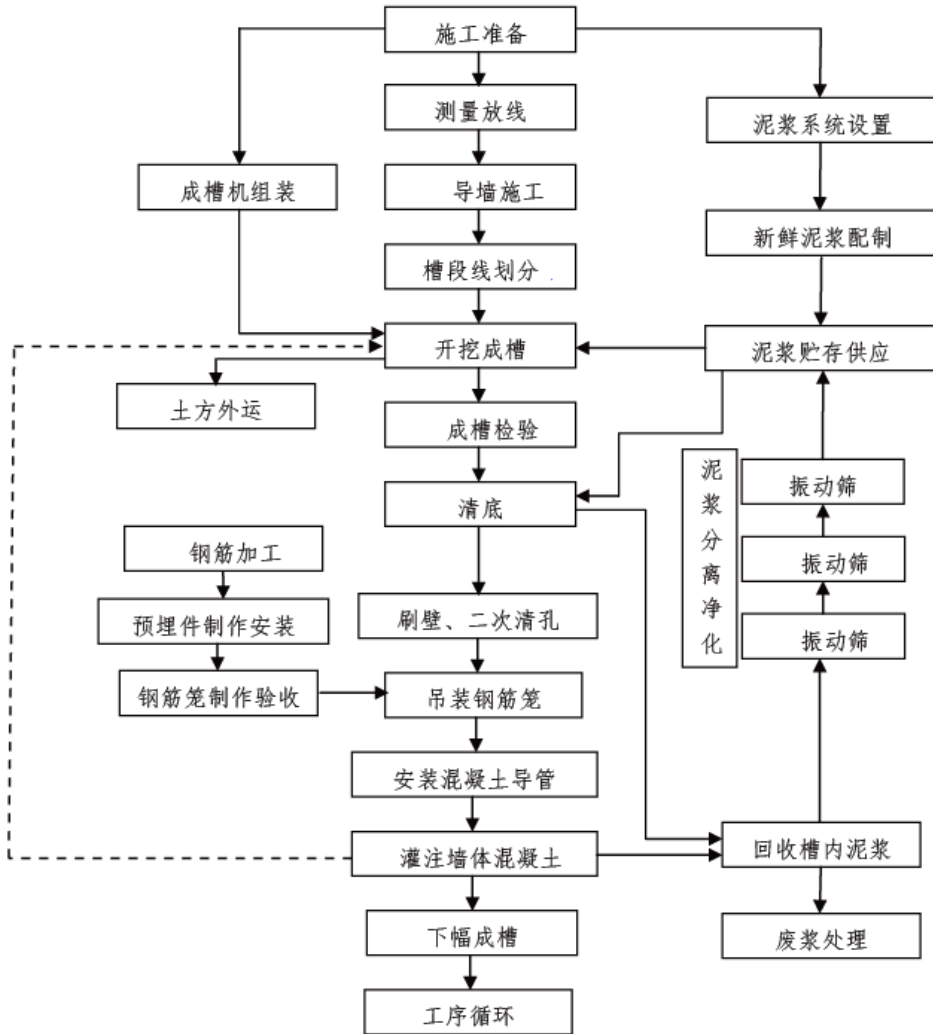 施工准备
测量放线
泥浆系统设置
成槽机组装
导墙施工
新鲜泥浆配制
槽段线划分
开挖成槽
泥浆贮存供应
土方外运
成槽检验
泥浆分离净化
振动筛
清底
钢筋加工
振动筛
预埋件制作安装
刷壁、二次清孔
振动筛
钢筋笼制作验收
吊装钢筋笼
安装混凝土导管
灌注墙体混凝土
回收槽内泥浆
下幅成槽
废浆处理
工序循环